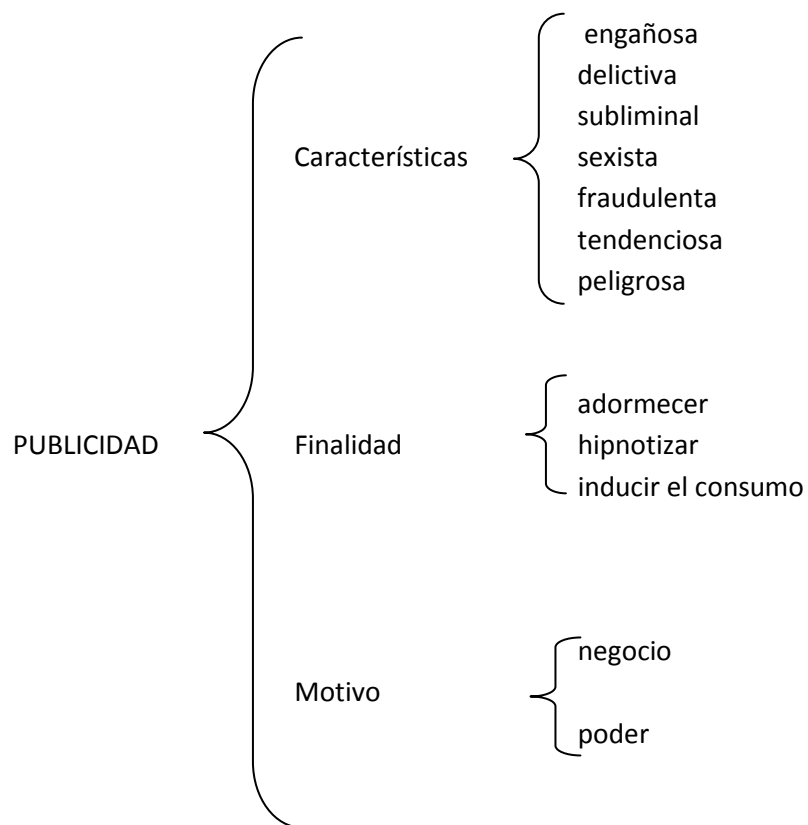 PUBLICIDAD
Características
engañosa
delictiva
subliminal
sexista
fraudulenta
tendenciosa
peligrosa
Finalidad
adormecer
hipnotizar
inducir el consumo
Motivo
negocio
poder